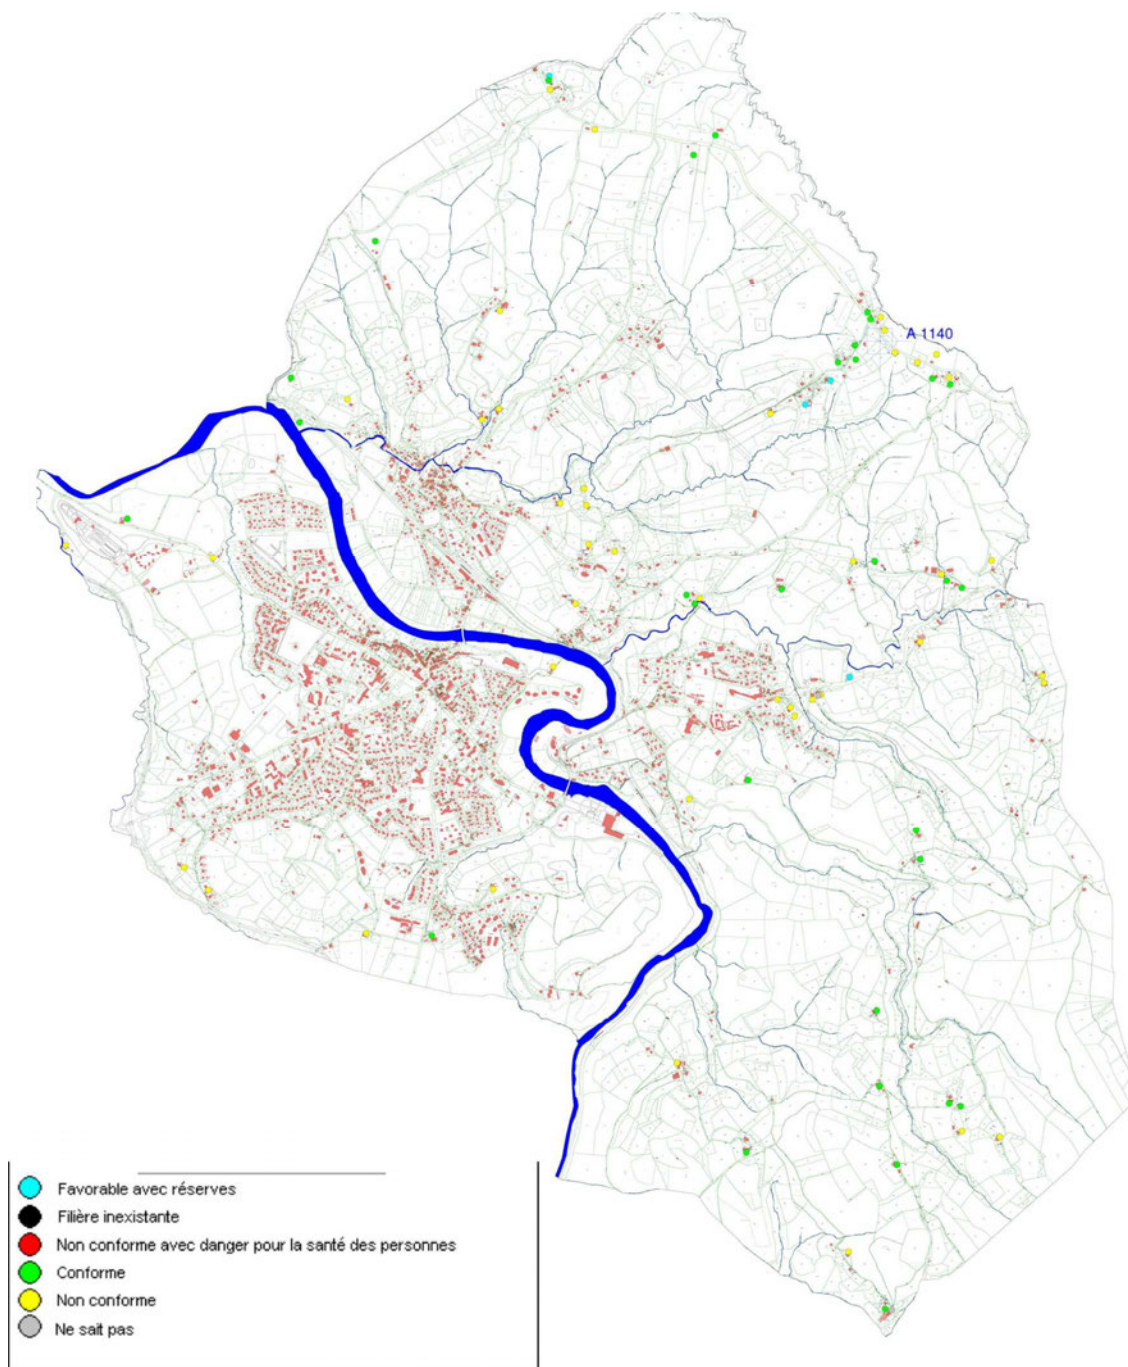 A 1140
Favorable avec réserves
Filière inexistante
Non conforme avec danger pour la santé des personnes
Conforme
Non conforme
Ne sait pas